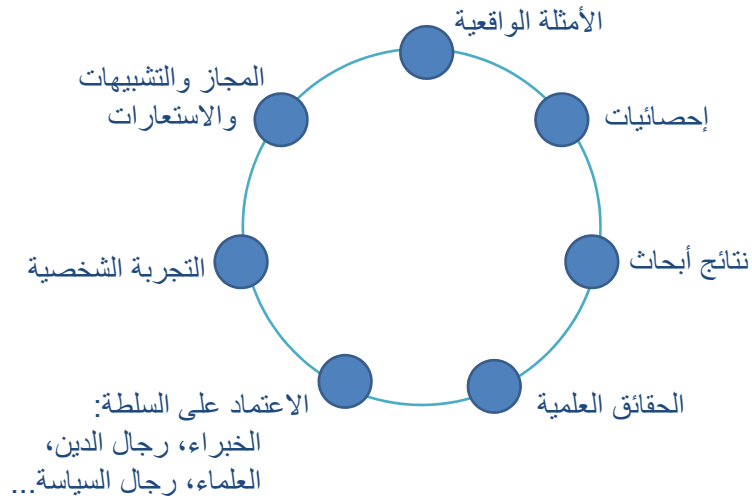 الأمثلة الواقعية
إحصائيات
نتائج أبحاث
الحقائق العلمية
الاعتماد على السلطة:
الخبراء، رجال الدين،
العلماء، رجال السياسة...
التجربة الشخصية
المجاز والتشبيهات
والاستعارات